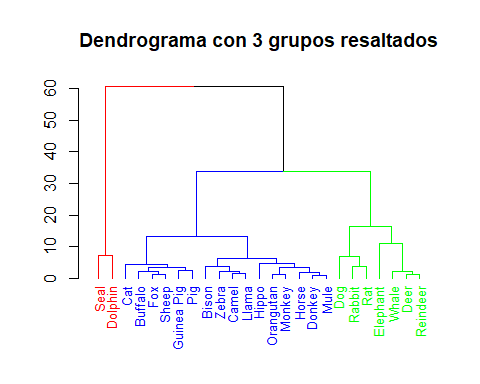 Dendrograma con 3 grupos resaltados
60
50
40
30
20
10
0
Seal
Dolphin
Cat
Buffalo
Fox
Sheep
Guinea Pig
Pig
Bison
Zebra
Camel
Llama
Hippo
Orangutan
Monkey
Horse
Donkey
Mule
Dog
Rabbit
Rat
Elephant
Whale
Deer
Reindeer